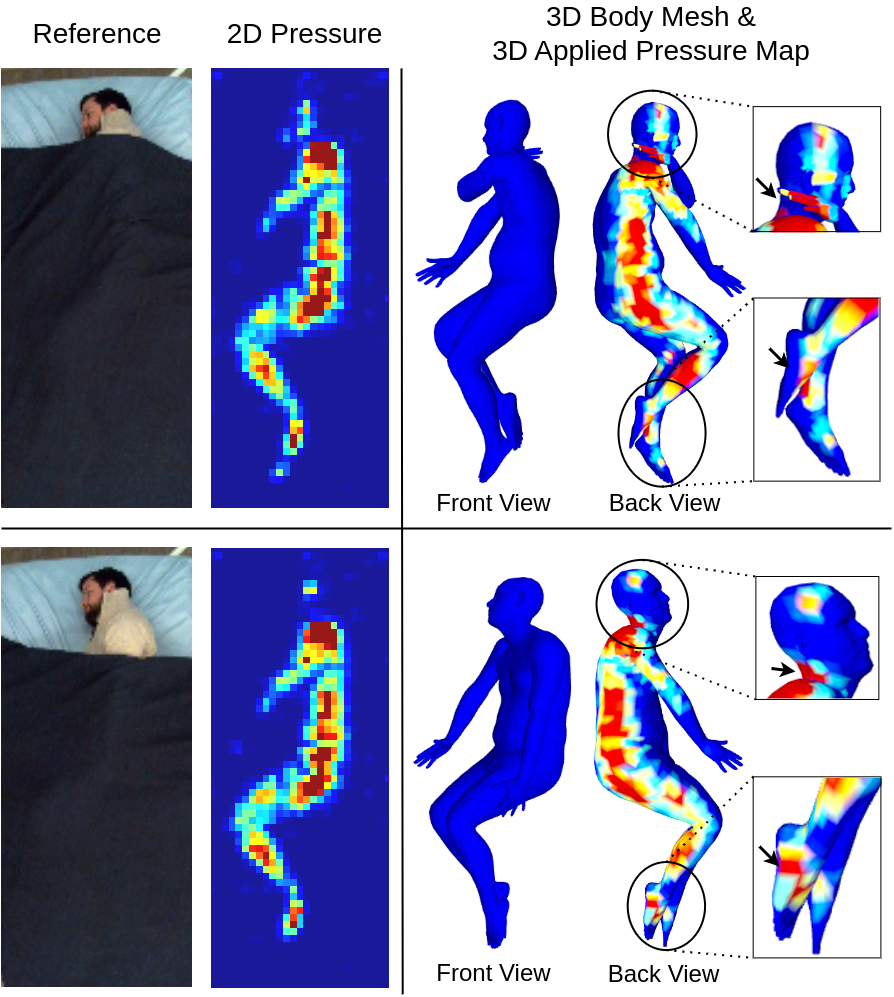 Reference
2D Pressure
3D Body Mesh &
3D Applied Pressure Map
Front View
Back View
Front View
Back View